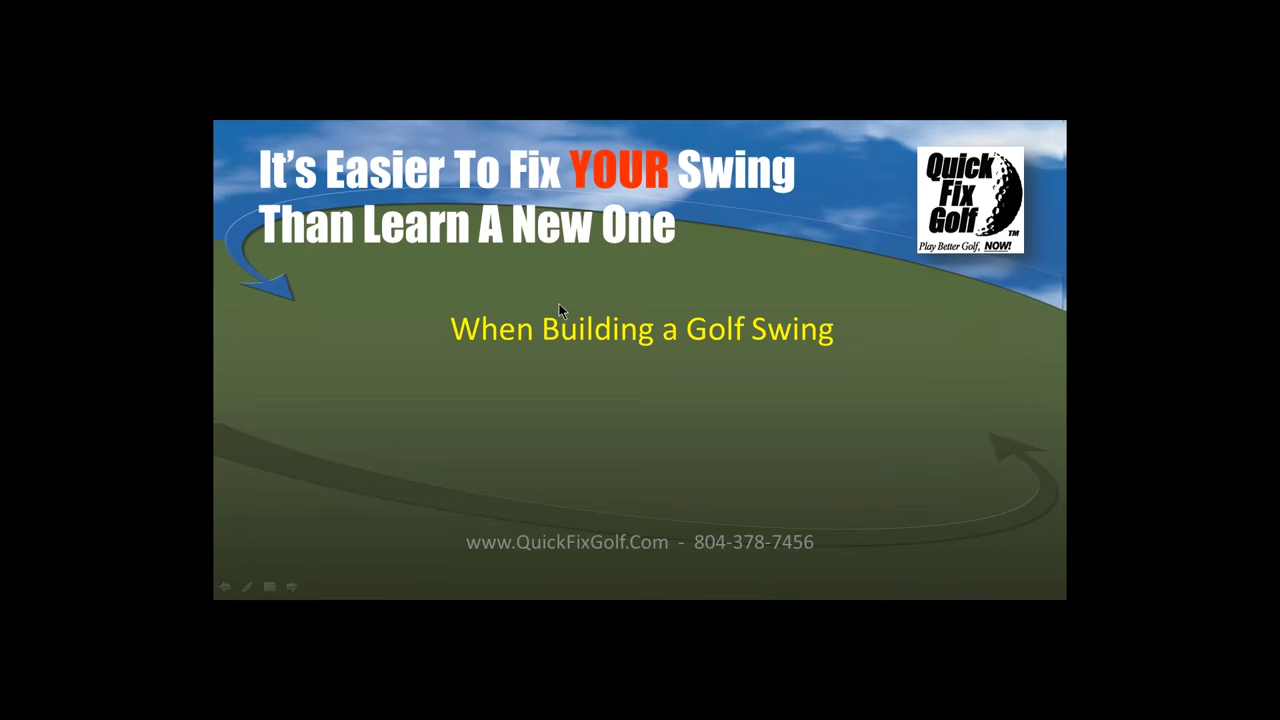 It's Easier To Fix YOUR Swing
Than Learn A New One
Quick
Fix
Golf
TM
Play Better Golf, NOW!
When Building a Golf Swing
www.QuickFixGolf.Com - 804-378-7456